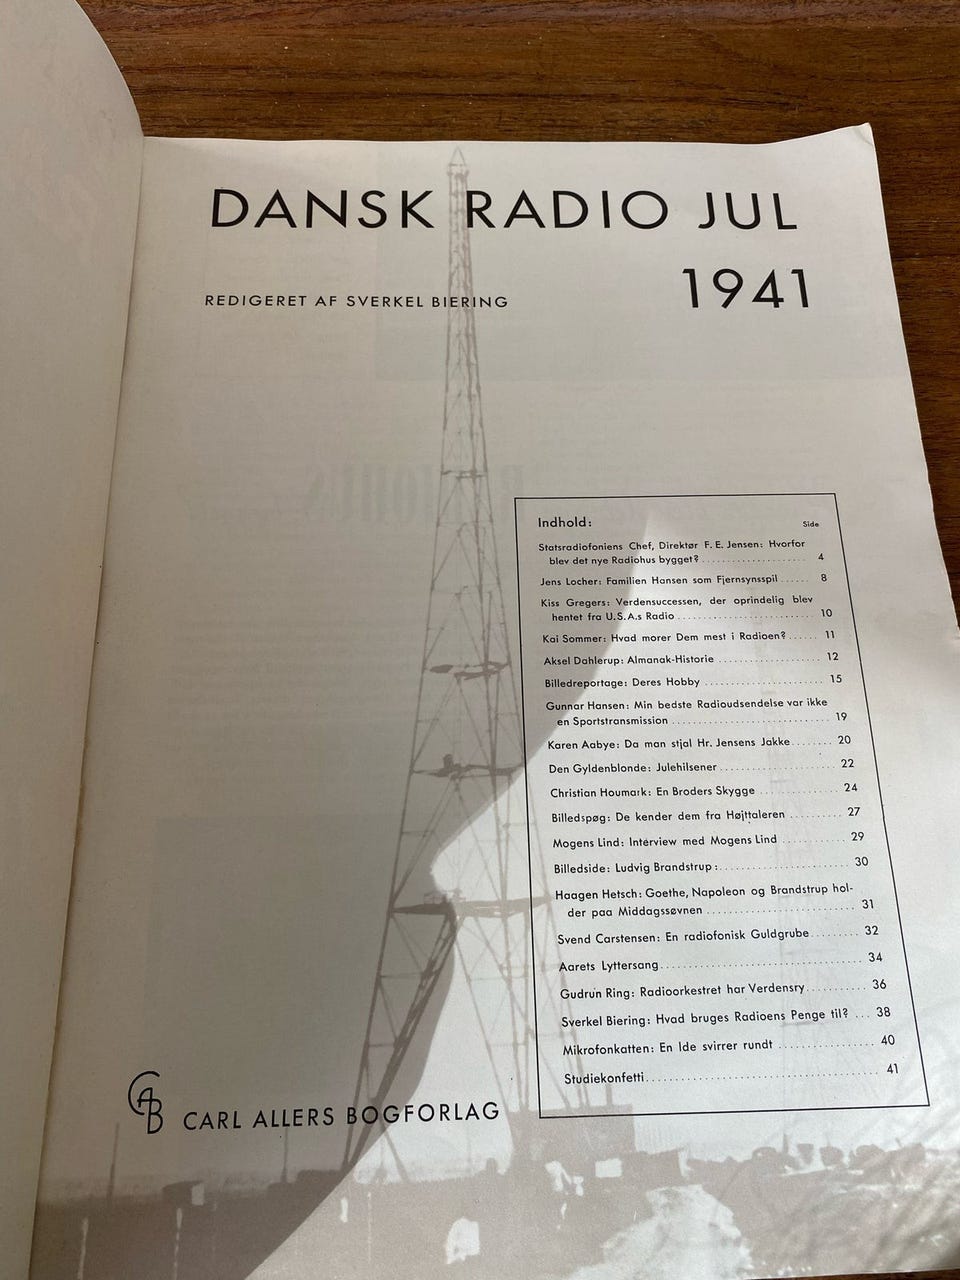 DANSK RADIO JUL
1941
REDIGERET AF SVERKEL BIERING
Indhold:
Side
Statsradiofoniens Chef, Direktør F. E. Jensen: Hvorfor
blev det nye Radiohus bygget? 4
Jens Locher: Familien Hansen som Fjernsynsspil 8
Kiss Gregers: Verdensuccessen, der oprindelig blev
hentet fra U.S.A.s Radio 10
Kai Sommer: Hvad morer Dem mest i Radioen? 11
Aksel Dahlerup: Almanak-Historie 12
Billedreportage: Deres Hobby 15
Gunnar Hansen: Min bedste Radioudsendelse var ikke
en Sportstransmission 19
Karen Aabye: Da man stjal Hr. Jensens Jakke 20
Den Gyldenblonde: Julehilsener 22
Christian Houmark: En Broders Skygge 24
Billedspøg: De kender dem fra Højttaleren 27
Mogens Lind: Interview med Mogens Lind 29
Billedside: Ludvig Brandstrup: 30
Haagen Hetsch: Goethe, Napoleon og Brandstrup hol-
der paa Middagssøvnen 31
Svend Carstensen: En radiofonisk Guldgrube 32
Aarets Lyttersang 34
Gudrun Ring: Radioorkestret har Verdensry 36
Sverkel Biering: Hvad bruges Radioens Penge til? 38
Mikrofonkatten: En Ide svirrer rundt 40
Studiekonfetti 41
CAB CARL ALLERS BOGFORLAG